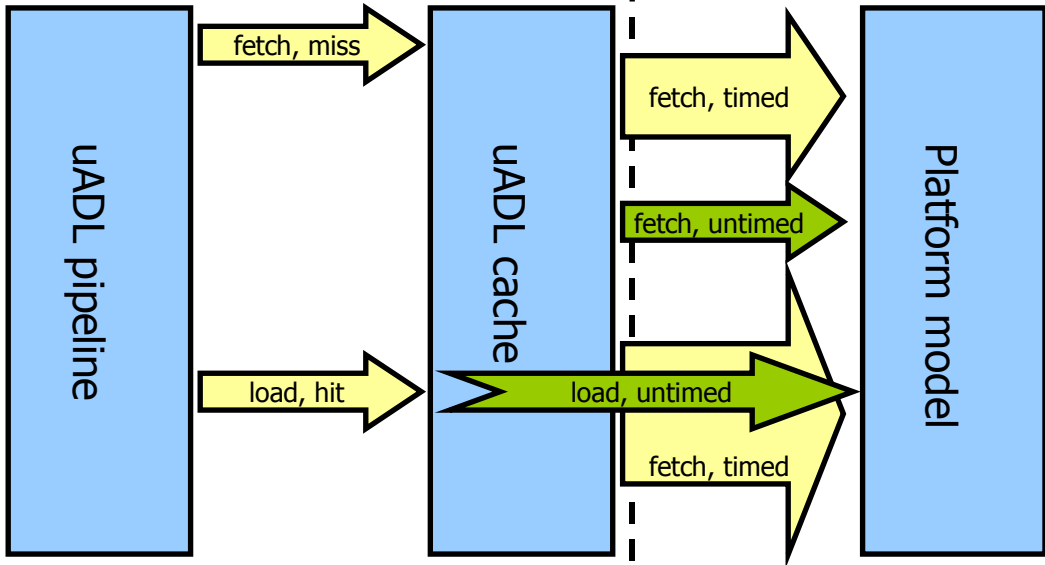 uADL pipeline
fetch, miss
load, hit
uADL cache
fetch, timed
fetch, untimed
load, untimed
fetch, timed
Platform model